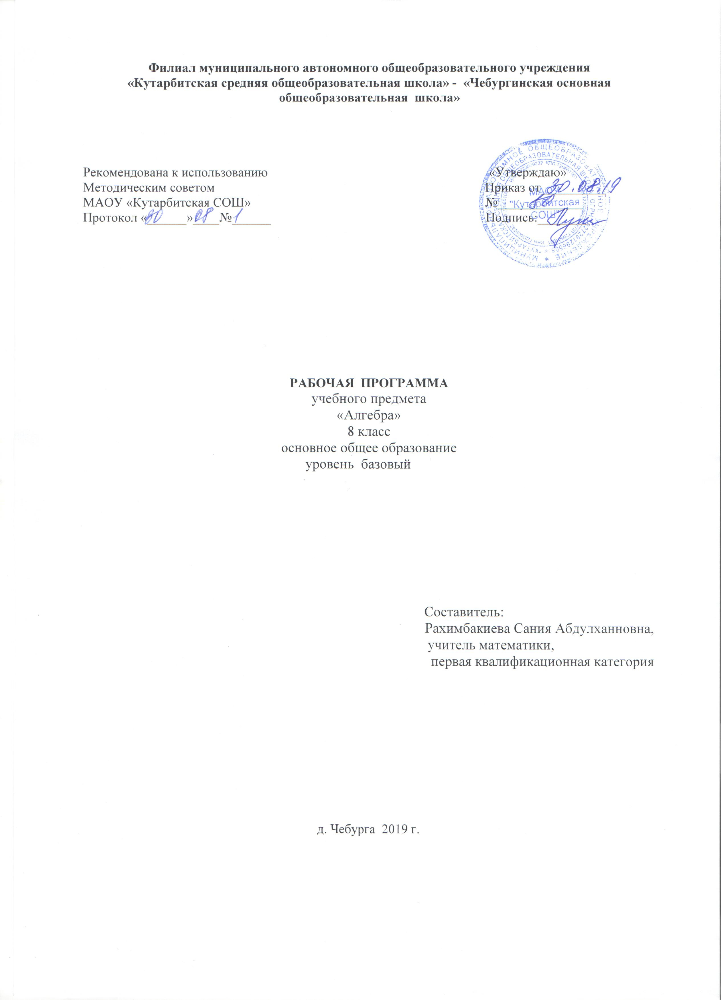 Филиал муниципального автономного общеобразовательного учреждения
«Кутарбитская средняя общеобразовательная школа» - «Чебургинская основная
общеобразовательная школа»
Рекомендована к использованию
Методическим советом
МАОУ «Кутарбитская СОШ»
Протокол «30» 08 № 1
«Утверждаю»
Приказ от 30.08.19
№
Подпись:
МАОУ
"Кутарбитская
СОШ"
РАБОЧАЯ ПРОГРАММА
учебного предмета
«Алгебра»
8 класс
основное общее образование
уровень базовый
Составитель:
Рахимбакиева Сания Абдулханновна,
учитель математики,
первая квалификационная категория
д. Чебурга 2019 г.